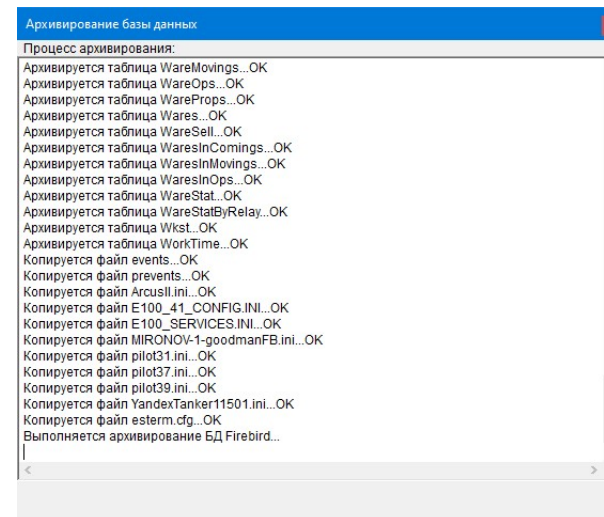 Архивирование базы данных
Процесс архивирования:
Архивируется таблица WareMovings...OK
Архивируется таблица WareOps...OK
Архивируется таблица WareProps...OK
Архивируется таблица Wares...OK
Архивируется таблица WareSell...OK
Архивируется таблица WaresInComings...OK
Архивируется таблица WaresInMovings...OK
Архивируется таблица WaresInOps...OK
Архивируется таблица WareStat...OK
Архивируется таблица WareStatByRelay...OK
Архивируется таблица Wkst...OK
Архивируется таблица WorkTime...OK
Копируется файл events...OK
Копируется файл prevents...OK
Копируется файл ArcusII.ini...OK
Копируется файл E100_41_CONFIG.INI...OK
Копируется файл E100_SERVICES.INI...OK
Копируется файл MIRONOV-1-goodmanFB.ini...OK
Копируется файл pilot31.ini...OK
Копируется файл pilot37.ini...OK
Копируется файл pilot39.ini...OK
Копируется файл YandexTanker11501.ini...OK
Копируется файл esterm.cfg...OK
Выполняется архивирование БД Firebird...